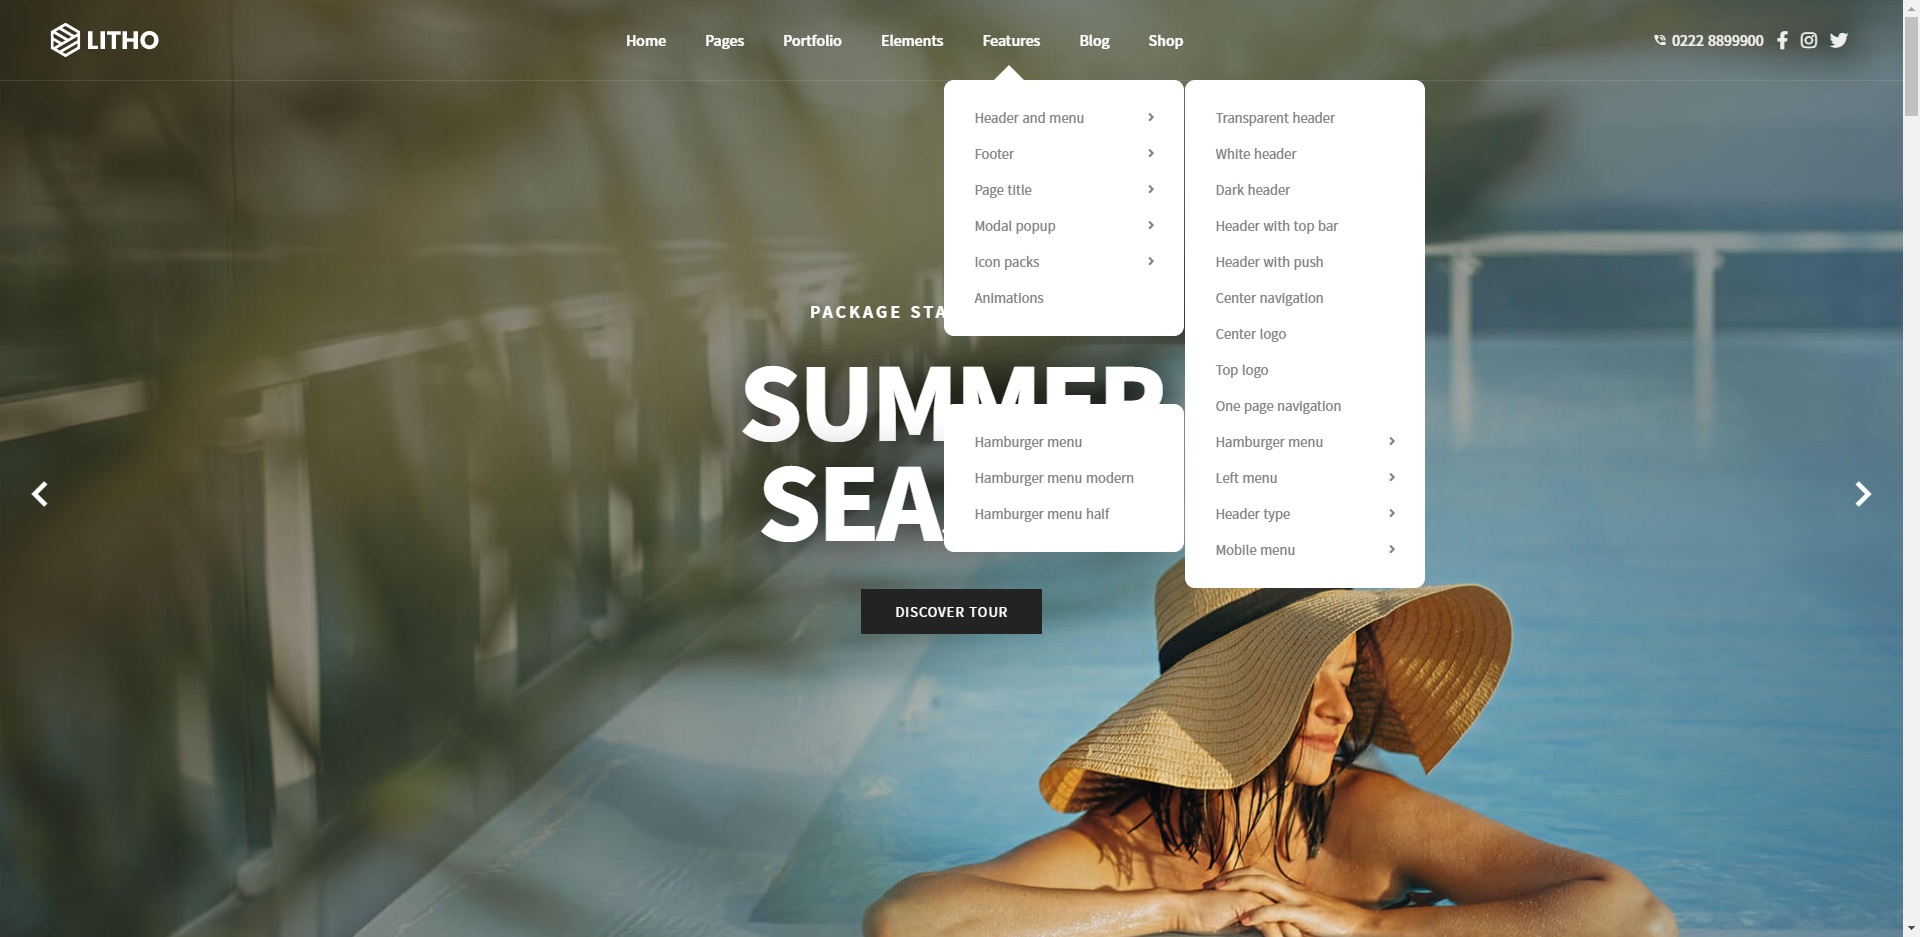 LITHO
Home
Pages
Portfolio
Elements
Features
Blog
Shop
0222 8899900
Header and menu
Footer
Page title
Modal popup
Icon packs
Animations
Transparent header
White header
Dark header
Header with top bar
Header with push
Center navigation
Center logo
Top logo
One page navigation
Hamburger menu
Left menu
Header type
Mobile menu
Hamburger menu
Hamburger menu modern
Hamburger menu half
PACKAGE
SUMMER
DISCOVER TOUR